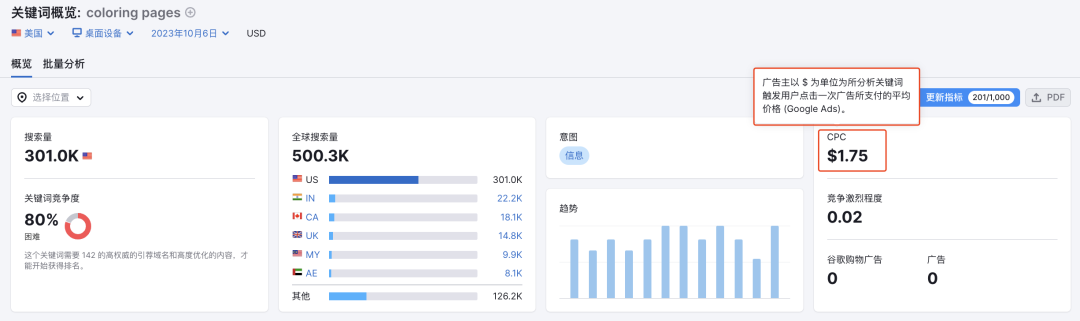 关键词概览: coloring pages
美国 桌面设备 2023年10月6日 USD
概览 批量分析
选择位置
广告主以 $ 为单位为所分析关键词
触发用户点击一次广告所支付的平均
价格 (Google Ads)。
更新指标 201/1,000
PDF
搜索量
301.0K
关键词竞争度
80%
困难
这个关键词需要 142 的高权威的引荐域名和高度优化的内容，才
能开始获得排名。
全球搜索量
500.3K
US 301.0K
IN 22.2K
CA 18.1K
UK 14.8K
MY 9.9K
AE 8.1K
其他 126.2K
意图
信息
趋势
CPC
$1.75
竞争激烈程度
0.02
谷歌购物广告 广告
0 0